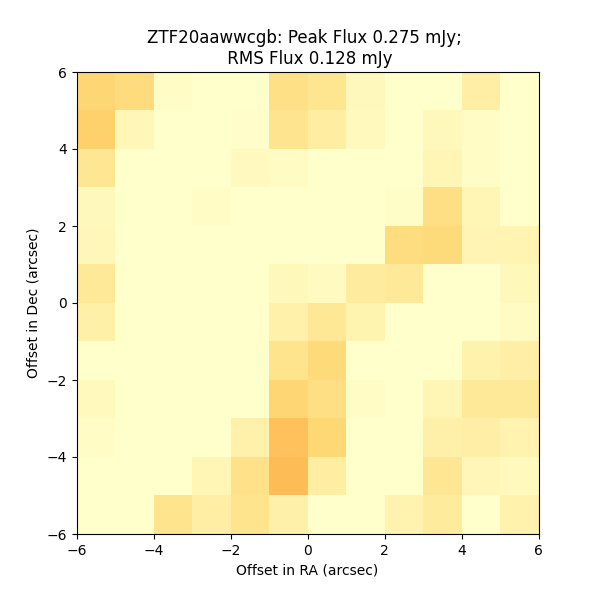 ZTF20aawwcgb: Peak Flux 0.275 mJy;
RMS Flux 0.128 mJy
6
4
2
0
−2
−4
−6
Offset in Dec (arcsec)
−6 −4 −2 0 2 4 6
Offset in RA (arcsec)